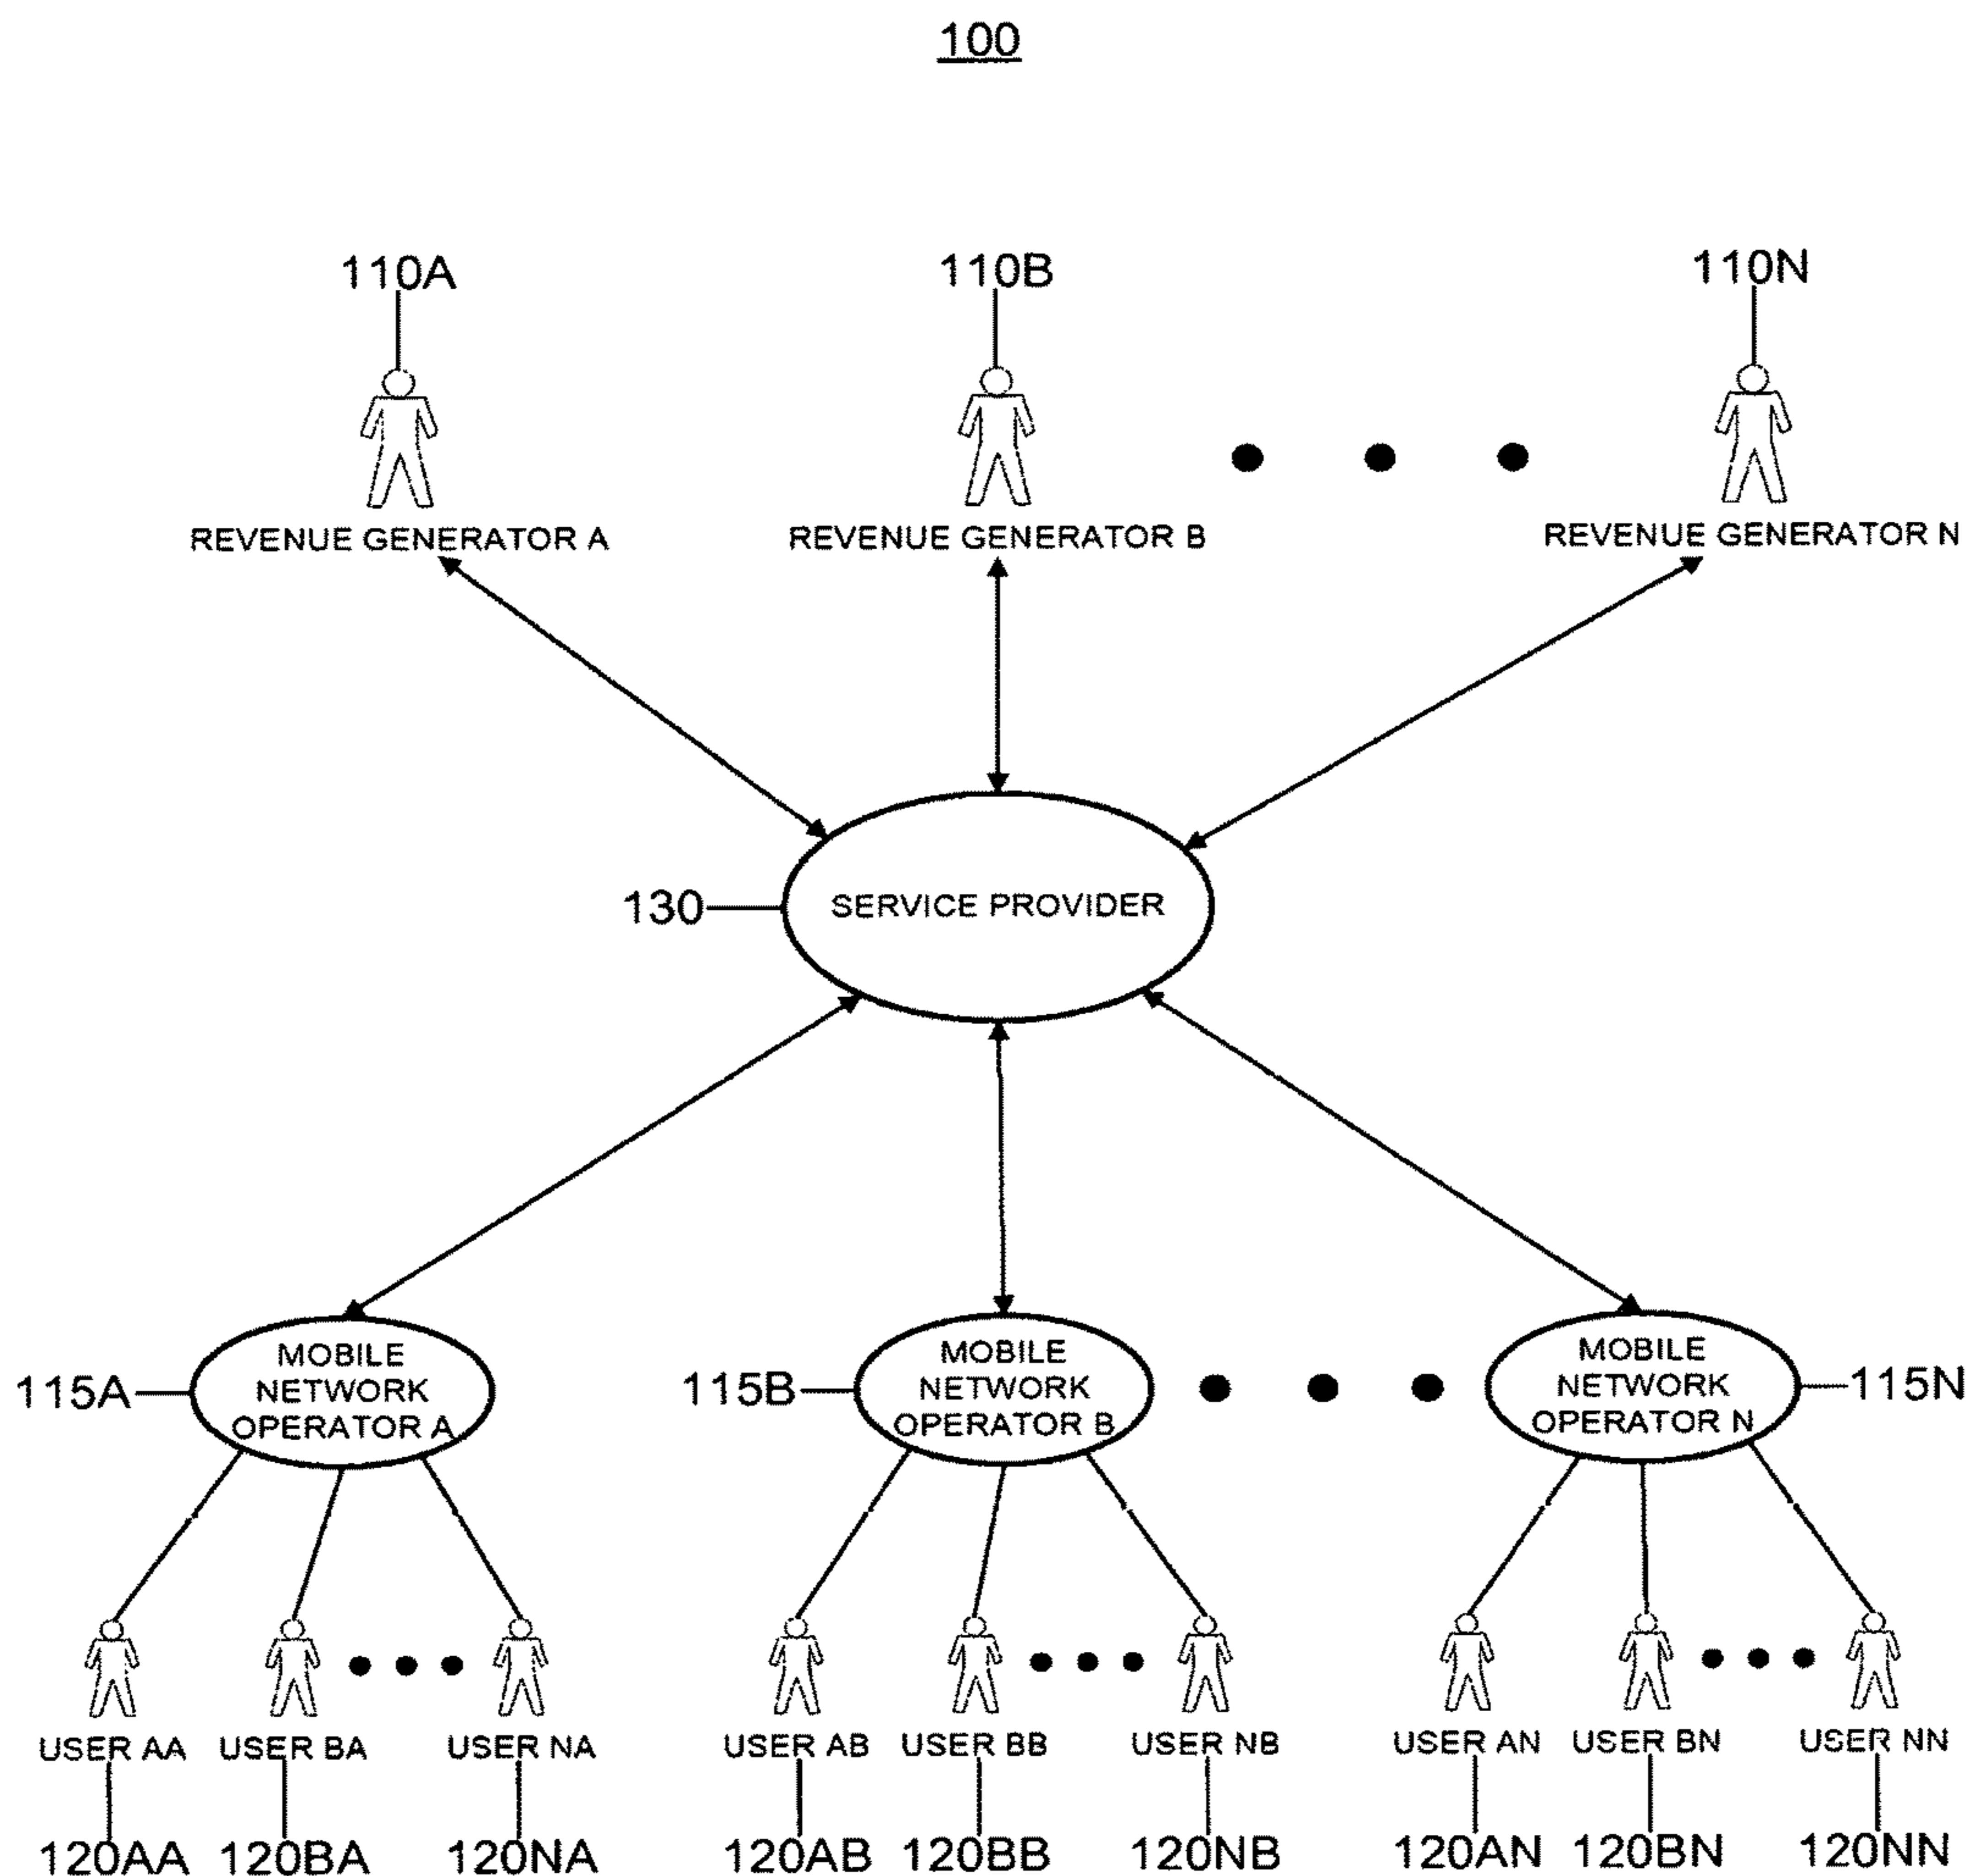 100
110A
110B
110N
REVENUE GENERATOR A
REVENUE GENERATOR B
REVENUE GENERATOR N
130
SERVICE PROVIDER
115A
MOBILE
NETWORK
OPERATOR A
115B
MOBILE
NETWORK
OPERATOR B
MOBILE
NETWORK
OPERATOR N
115N
USER AA
USER BA
USER NA
USER AB
USER BB
USER NB
USER AN
USER BN
USER NN
120AA
120BA
120NA
120AB
120BB
120NB
120AN
120BN
120NN